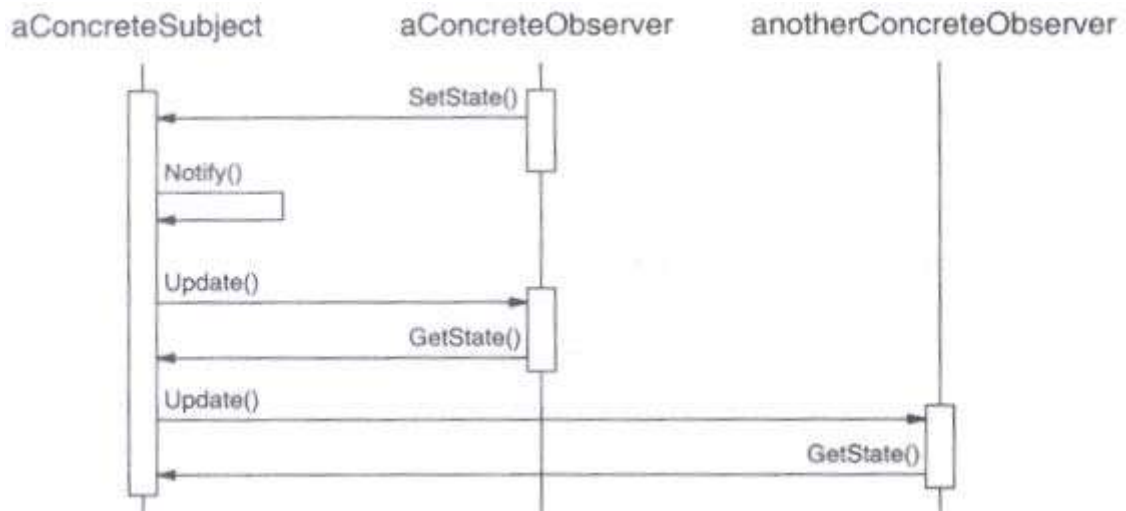 aConcreteSubject aConcreteObserver anotherConcreteObserver
SetState()
Notify()
Update()
GetState()
Update()
GetState()